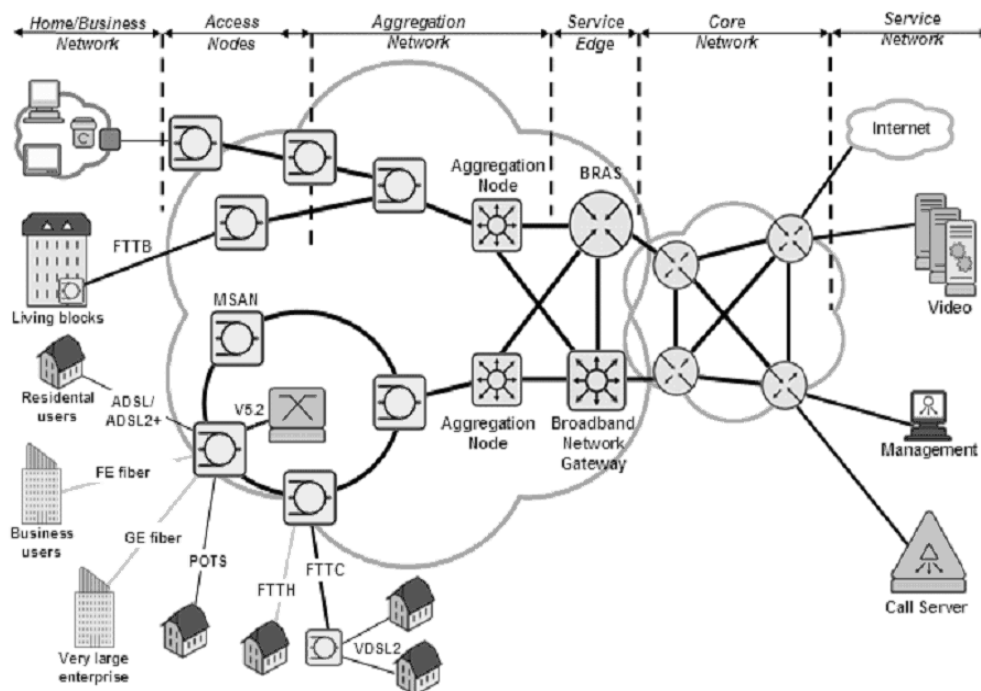 Home/Business
Network
Access
Nodes
Aggregation
Network
Service
Edge
Core
Network
Service
Network
Internet
Aggregation
Node
BRAS
FTTB
Living blocks
Video
MSAN
Residental
users
ADSL/
ADSL2+
V5.2
Aggregation
Node
Broadband
Network
Gateway
Management
FE fiber
Business
users
GE fiber
POTS
FTTH
FTTC
VDSL2
Call Server
Very large
enterprise